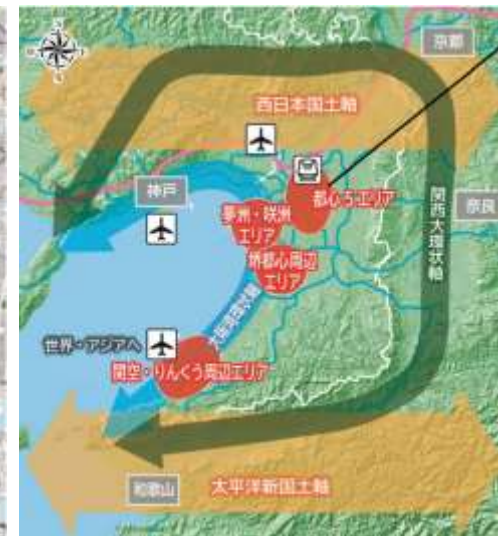 京都
西日本国土軸
神戸
都心5エリア
夢洲・咲洲
エリア
堺都心周辺
エリア
関西大環状軸
奈良
世界・アジアへ
関空・りんくう周辺エリア
和歌山
太平洋新国土軸